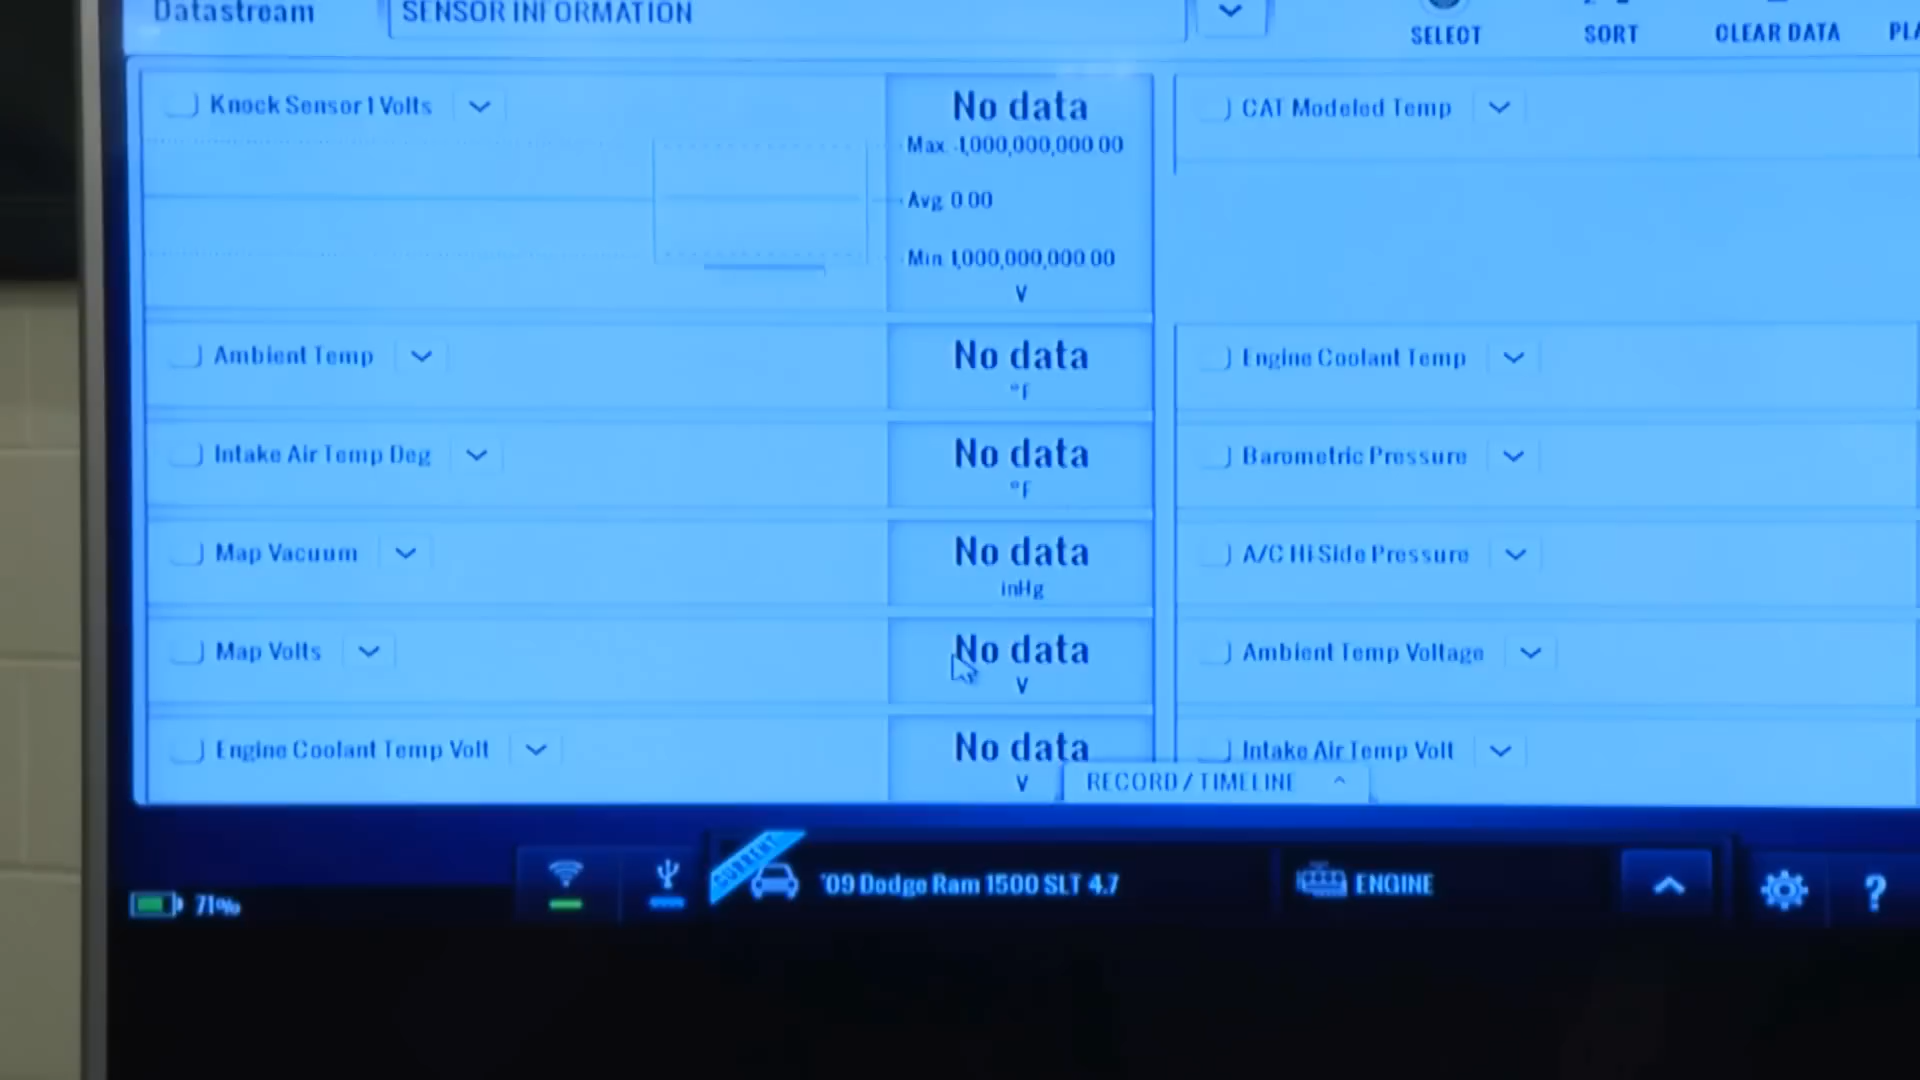 Datastream
SENSOR INFORMATION
SELECT
SORT
CLEAR DATA
Knock Sensor 1 Volts
No data
Max -1,000,000,000.00
Avg 0.00
Min 1,000,000,000.00
V
CAT Modeled Temp
Ambient Temp
No data
°F
Engine Coolant Temp
Intake Air Temp Deg
No data
°F
Barometric Pressure
Map Vacuum
No data
inHg
A/C Hi-Side Pressure
Map Volts
No data
V
Ambient Temp Voltage
Engine Coolant Temp Volt
No data
V
Intake Air Temp Volt
RECORD / TIMELINE
71%
CURRENT
'09 Dodge Ram 1500 SLT 4.7
ENGINE
?